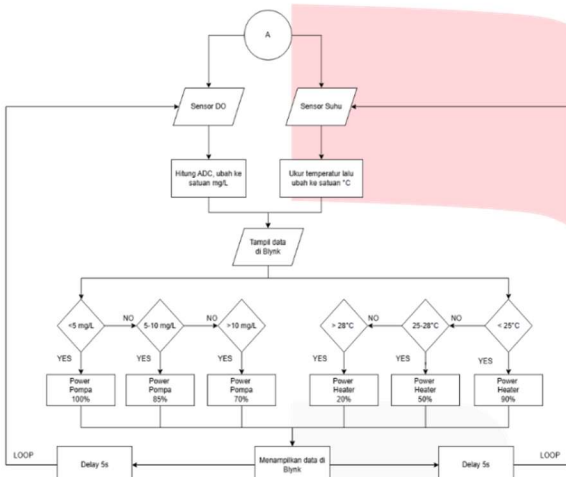 A
Sensor DO
Sensor Suhu
Hitung ADC, ubah ke
satuan mg/L
Ukur temperatur lalu
ubah ke satuan °C
Tampil data
di Blynk
<5 mg/L
NO
5-10 mg/L
NO
>10 mg/L
> 28°C
NO
25-28°C
NO
< 25°C
YES
YES
YES
YES
YES
YES
Power
Pompa
100%
Power
Pompa
85%
Power
Pompa
70%
Power
Heater
20%
Power
Heater
50%
Power
Heater
90%
LOOP
Delay 5s
Menampilkan data di
Blynk
Delay 5s
LOOP